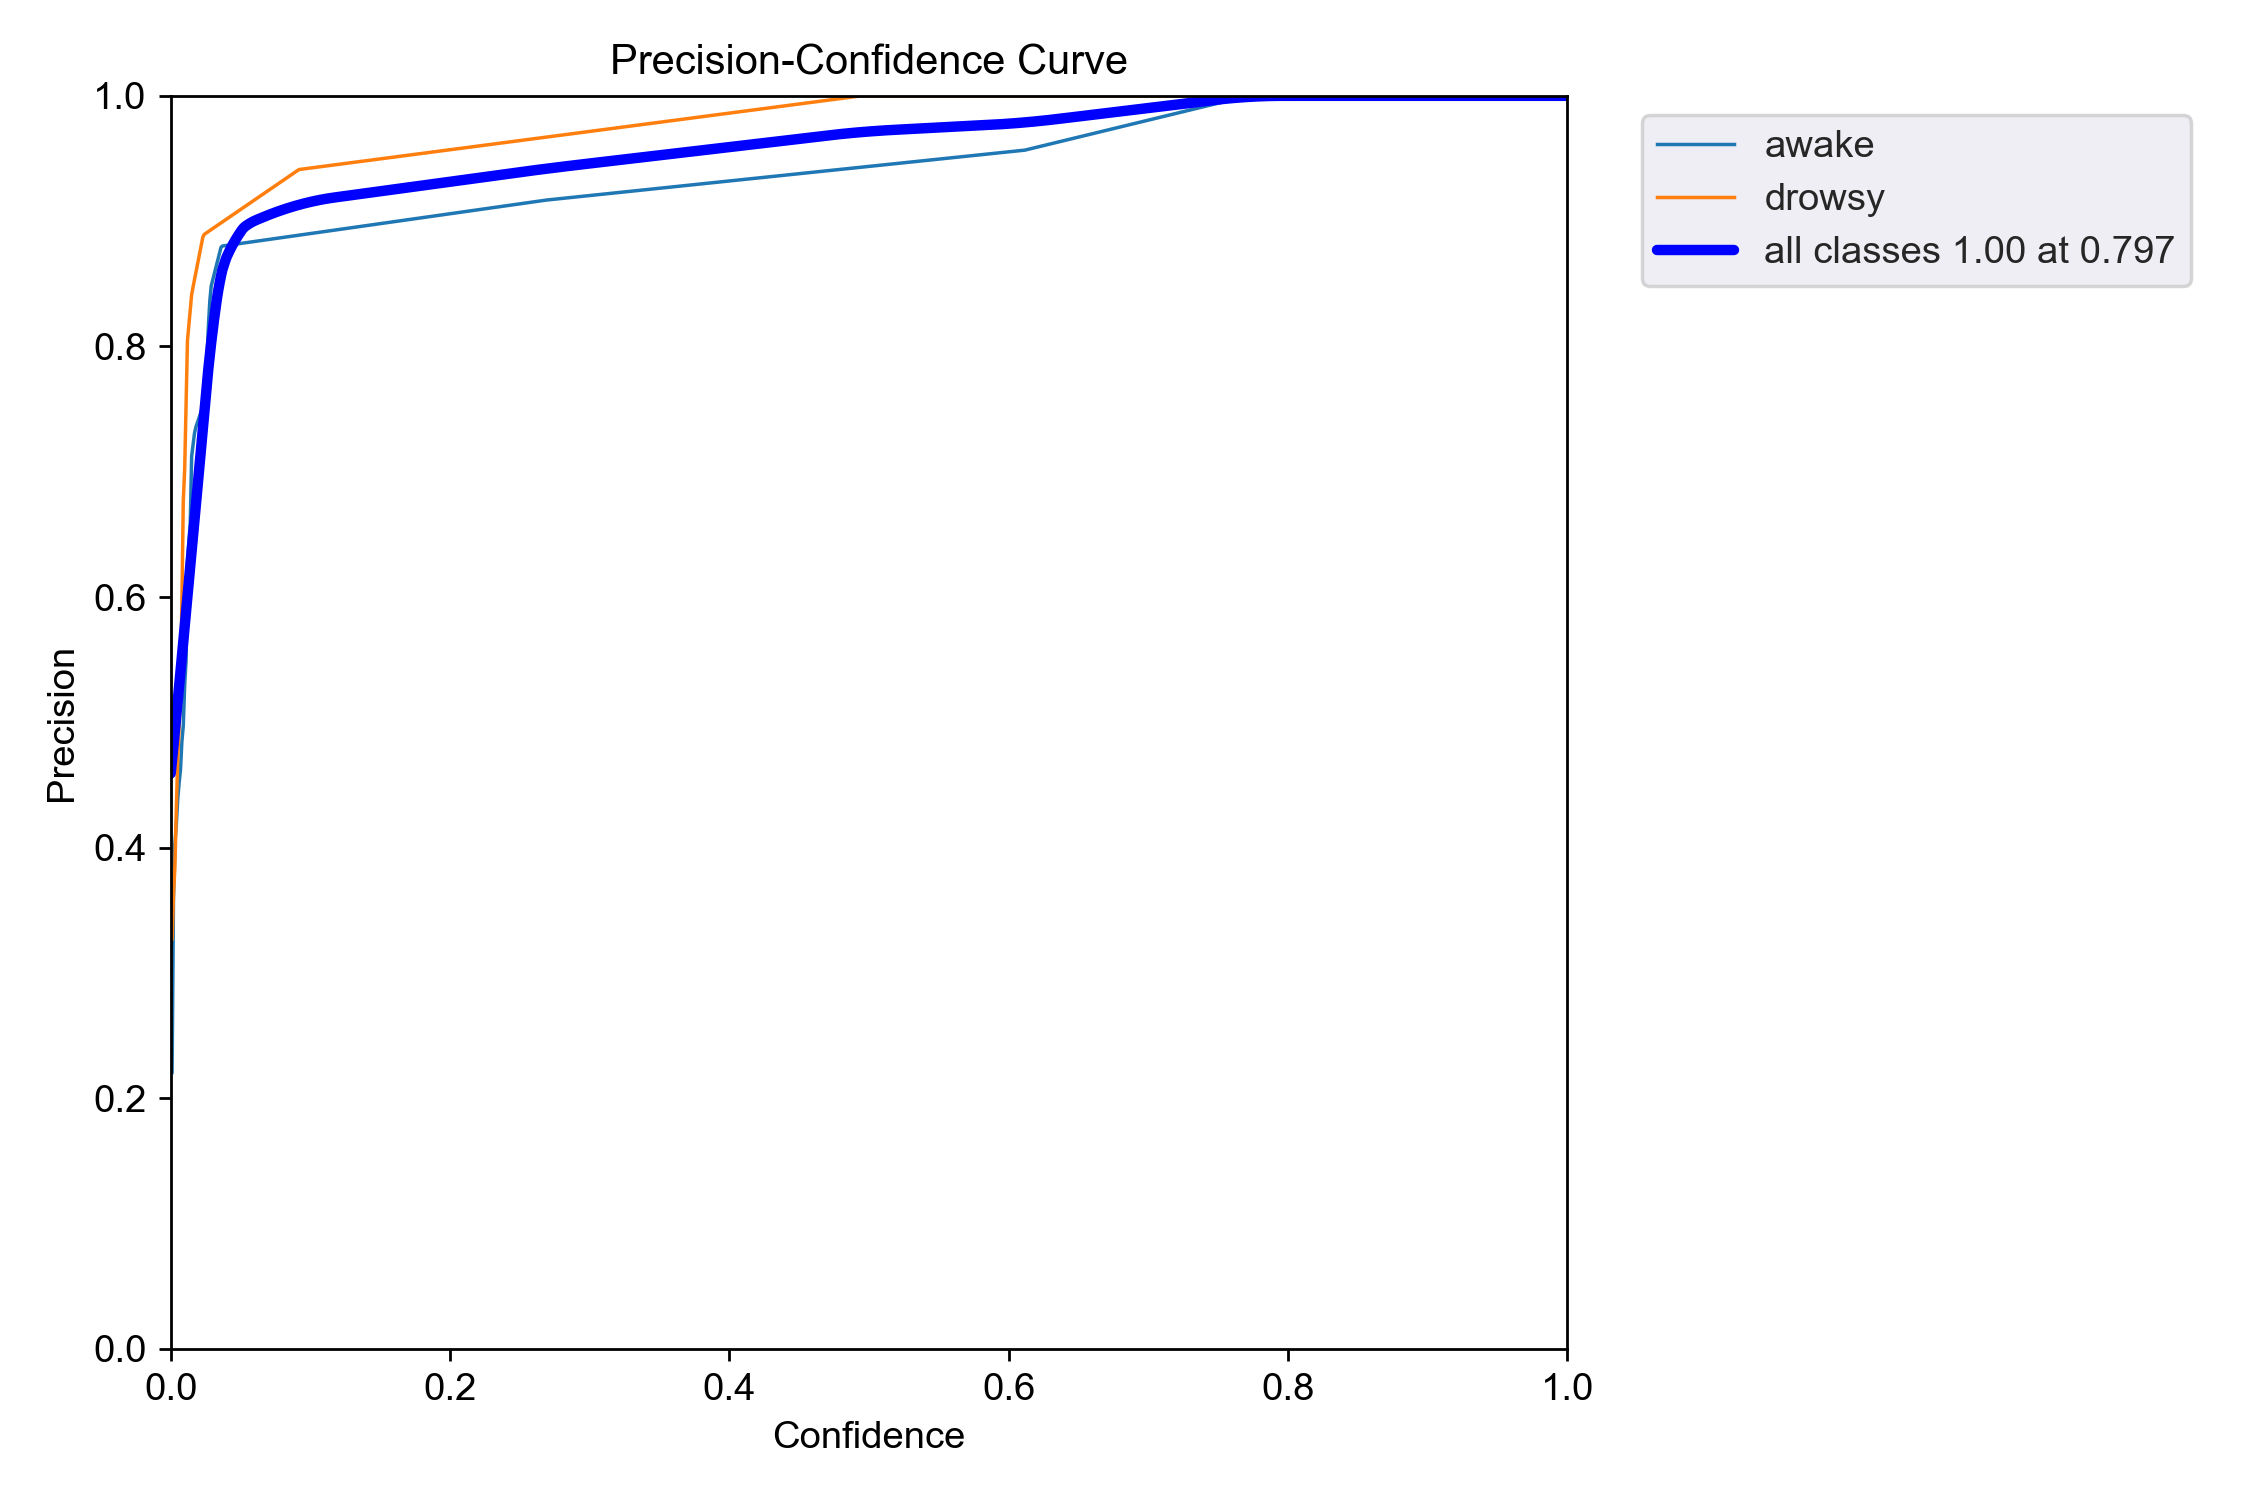 Precision-Confidence Curve
1.0
0.8
0.6
0.4
0.2
0.0
Precision
0.0 0.2 0.4 0.6 0.8 1.0
Confidence
awake
drowsy
all classes 1.00 at 0.797